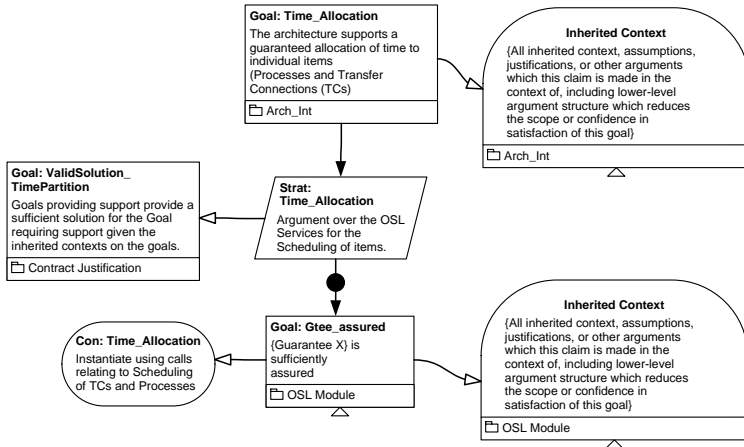 Goal: Time_Allocation
The architecture supports a
guaranteed allocation of time to
individual items
(Processes and Transfer
Connections (TCs)
Arch_Int
Inherited Context
{All inherited context, assumptions,
justifications, or other arguments
which this claim is made in the
context of, including lower-level
argument structure which reduces
the scope or confidence in
satisfaction of this goal}
Arch_Int
Goal: ValidSolution_
TimePartition
Goals providing support provide a
sufficient solution for the Goal
requiring support given the
inherited contexts on the goals.
Contract Justification
Strat:
Time_Allocation
Argument over the OSL
Services for the
Scheduling of items.
Con: Time_Allocation
Instantiate using calls
relating to Scheduling
of TCs and Processes
Goal: Gtee_assured
{Guarantee X} is
sufficiently
assured
OSL Module
Inherited Context
{All inherited context, assumptions,
justifications, or other arguments
which this claim is made in the
context of, including lower-level
argument structure which reduces
the scope or confidence in
satisfaction of this goal}
OSL Module